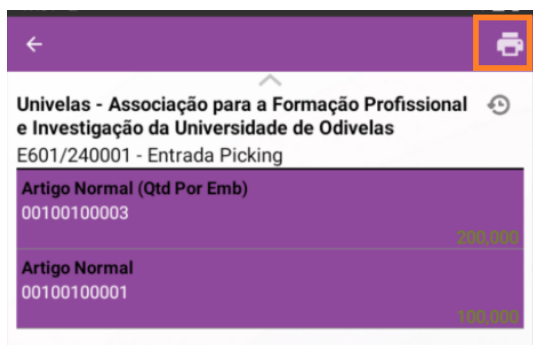 Univelas - Associação para a Formação Profissional
e Investigação da Universidade de Odivelas
E601/240001 - Entrada Picking
Artigo Normal (Qtd Por Emb)
00100100003
200,000
Artigo Normal
00100100001
100,000